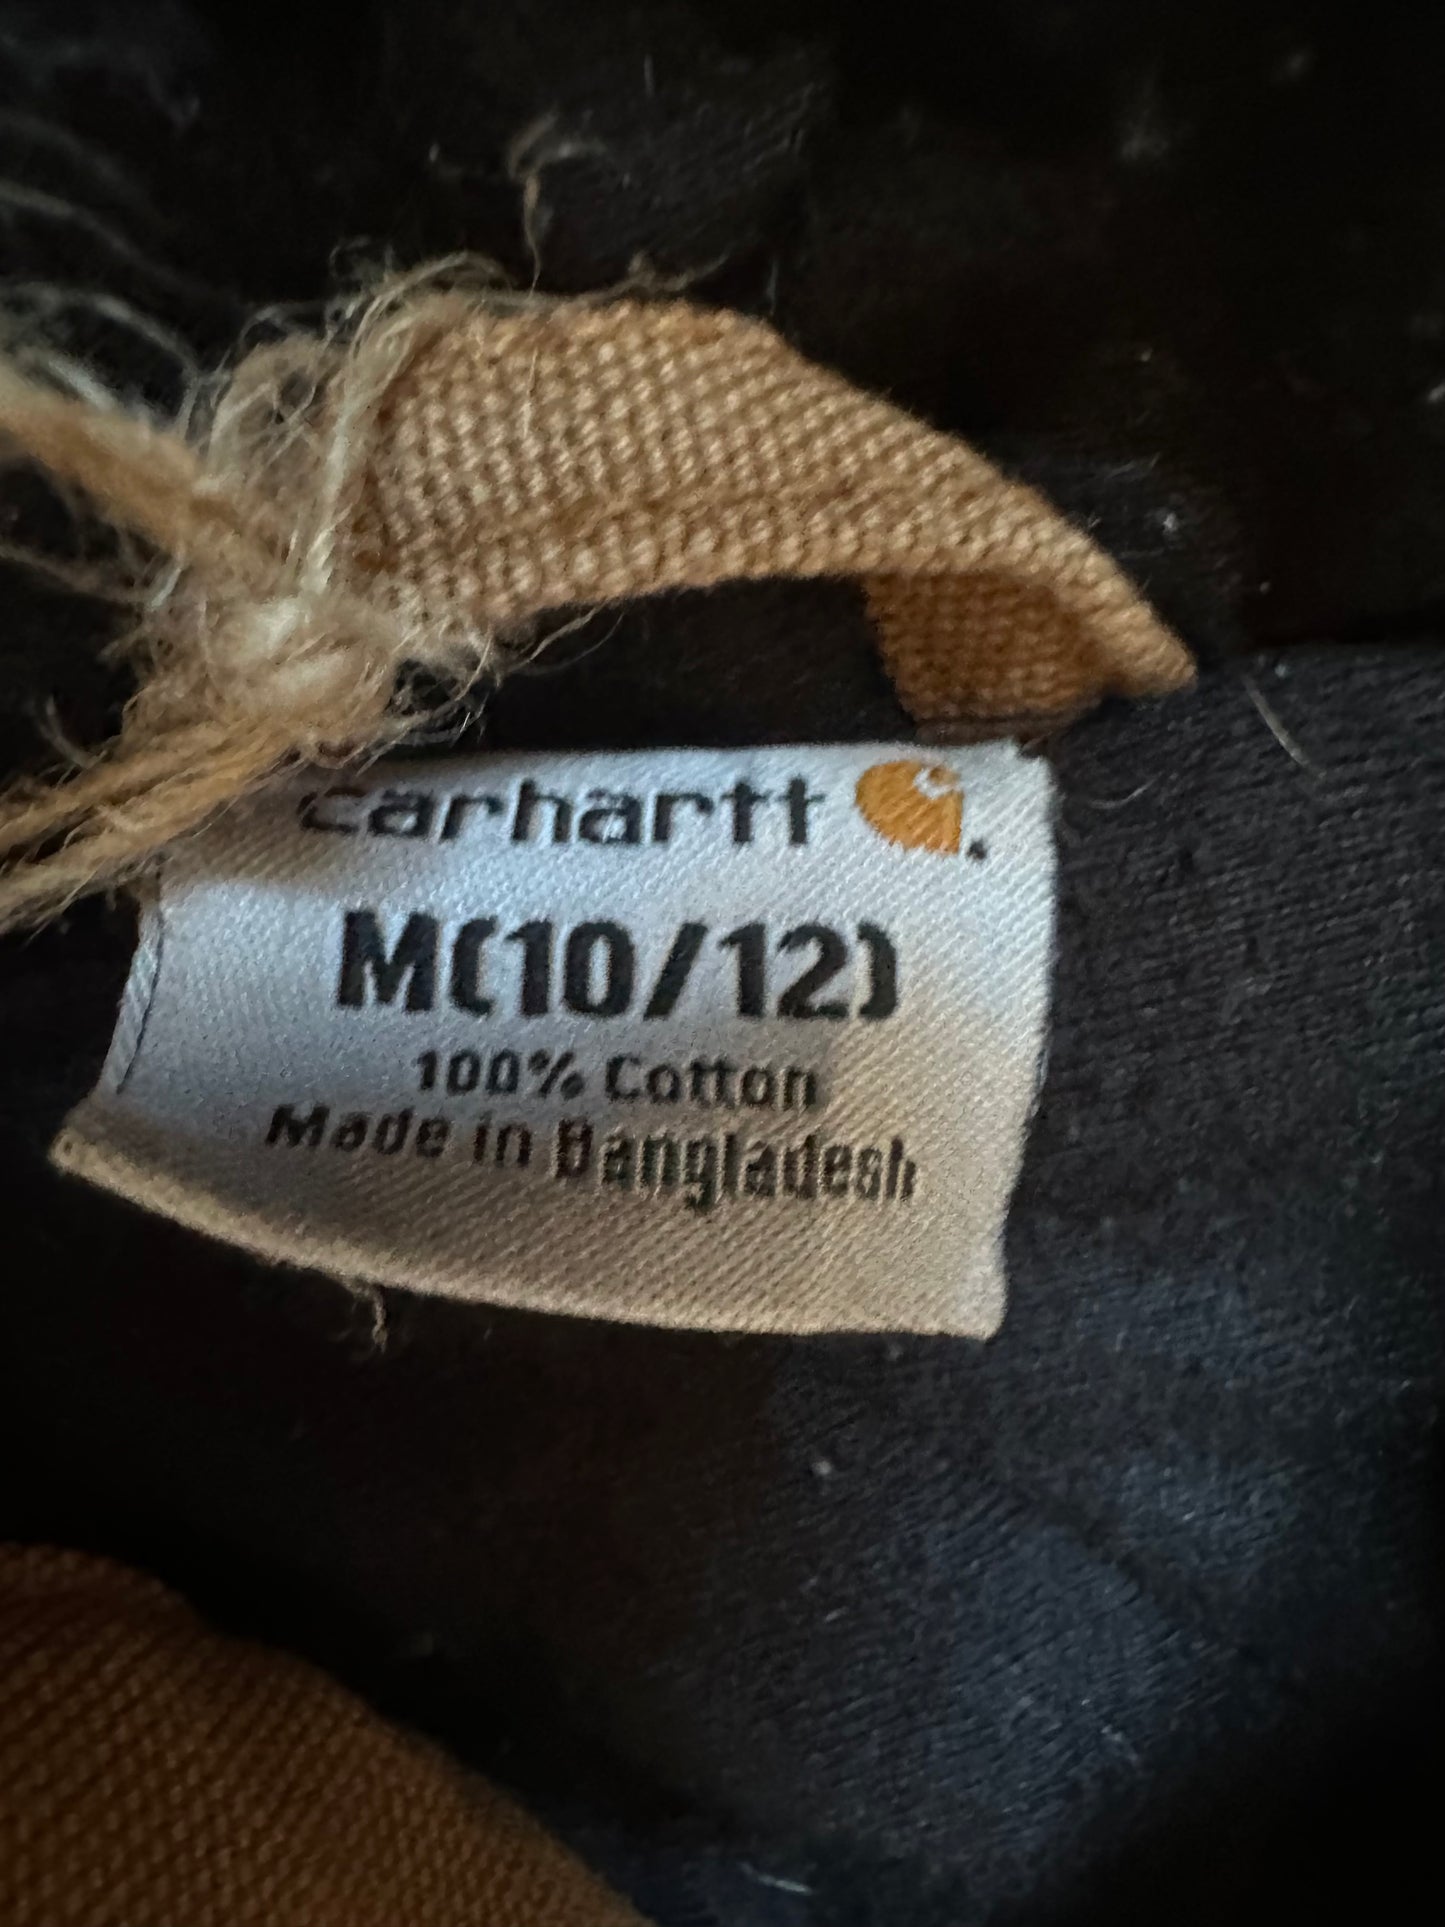 carhartt
M(10/12)
100% Cotton
Made in Bangladesh